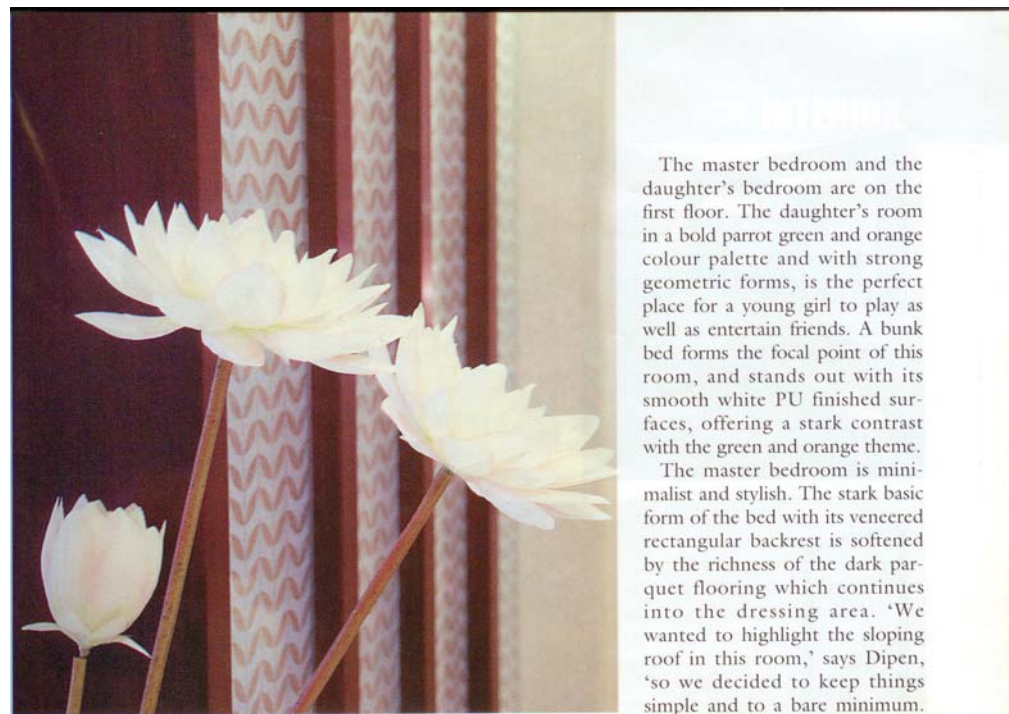 The master bedroom and the
daughter's bedroom are on the
first floor. The daughter's room
in a bold parrot green and orange
colour palette and with strong
geometric forms, is the perfect
place for a young girl to play as
well as entertain friends. A bunk
bed forms the focal point of this
room, and stands out with its
smooth white PU finished sur-
faces, offering a stark contrast
with the green and orange theme.
The master bedroom is mini-
malist and stylish. The stark basic
form of the bed with its veneered
rectangular backrest is softened
by the richness of the dark par-
quet flooring which continues
into the dressing area. ‘We
wanted to highlight the sloping
roof in this room,’ says Dipen,
‘so we decided to keep things
simple and to a bare minimum.